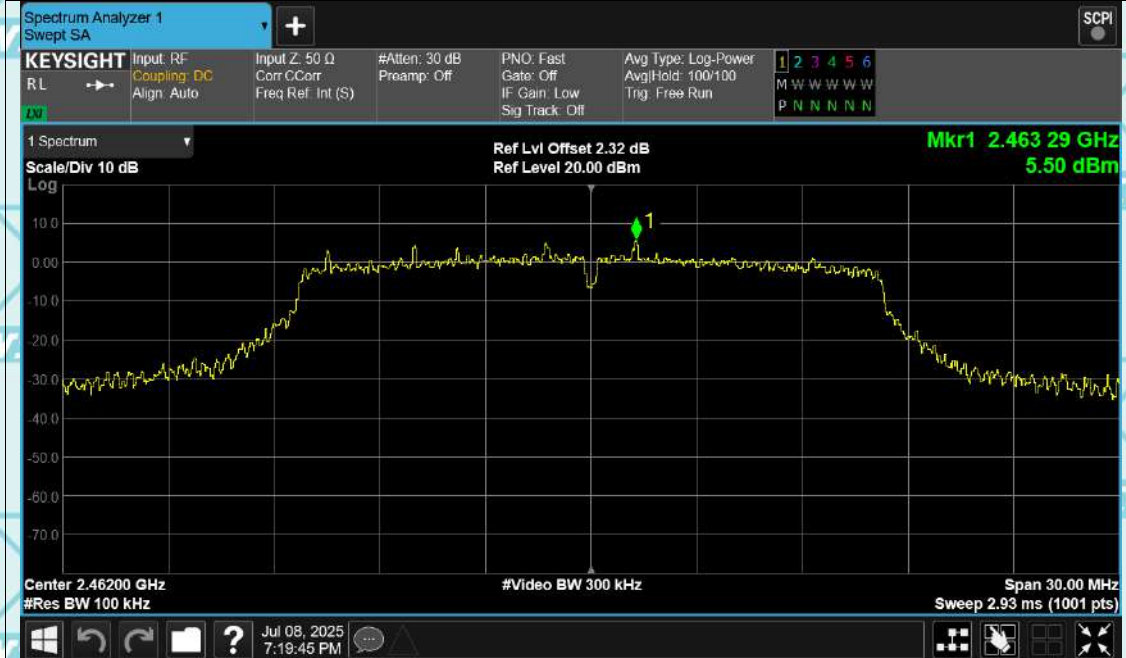 Spectrum Analyzer 1
Swept SA
+
SCPI
KEYSIGHT
RL
LXI
Input: RF
Coupling: DC
Align: Auto
Input Z: 50 Ω
Corr CCorr
Freq Ref: Int (S)
#Atten: 30 dB
Preamp: Off
PNO: Fast
Gate: Off
IF Gain: Low
Sig Track: Off
Avg Type: Log-Power
Avg|Hold: 100/100
Trig: Free Run
1 2 3 4 5 6
M W W W W W
P N N N N N
1 Spectrum
Scale/Div 10 dB
Log
Ref Lvl Offset 2.32 dB
Ref Level 20.00 dBm
Mkr1 2.463 29 GHz
5.50 dBm
1
10.0
0.00
-10.0
-20.0
-30.0
-40.0
-50.0
-60.0
-70.0
Center 2.46200 GHz
#Res BW 100 kHz
#Video BW 300 kHz
Span 30.00 MHz
Sweep 2.93 ms (1001 pts)
?
Jul 08, 2025
7:19:45 PM